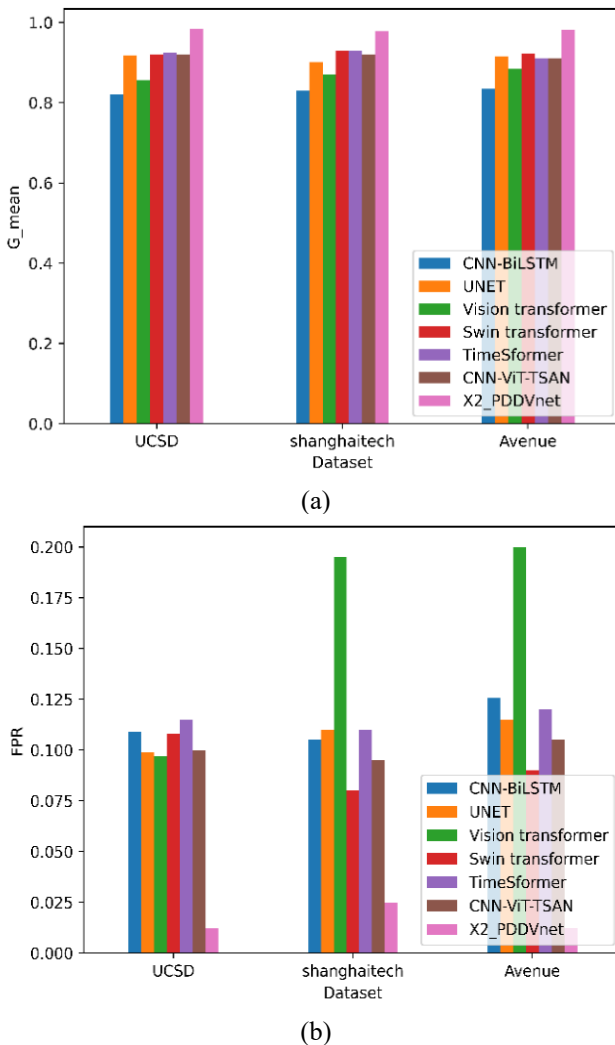 1.0
0.8
0.6
0.4
0.2
0.0
G_mean
CNN-BiLSTM
UNET
Vision transformer
Swin transformer
TimeSformer
CNN-ViT-TSAN
X2_PDDVnet
UCSD shanghaitech Avenue
Dataset
(a)
0.200
0.175
0.150
0.125
0.100
0.075
0.050
0.025
0.000
FPR
CNN-BiLSTM
UNET
Vision transformer
Swin transformer
TimeSformer
CNN-ViT-TSAN
X2_PDDVnet
UCSD shanghaitech Avenue
Dataset
(b)